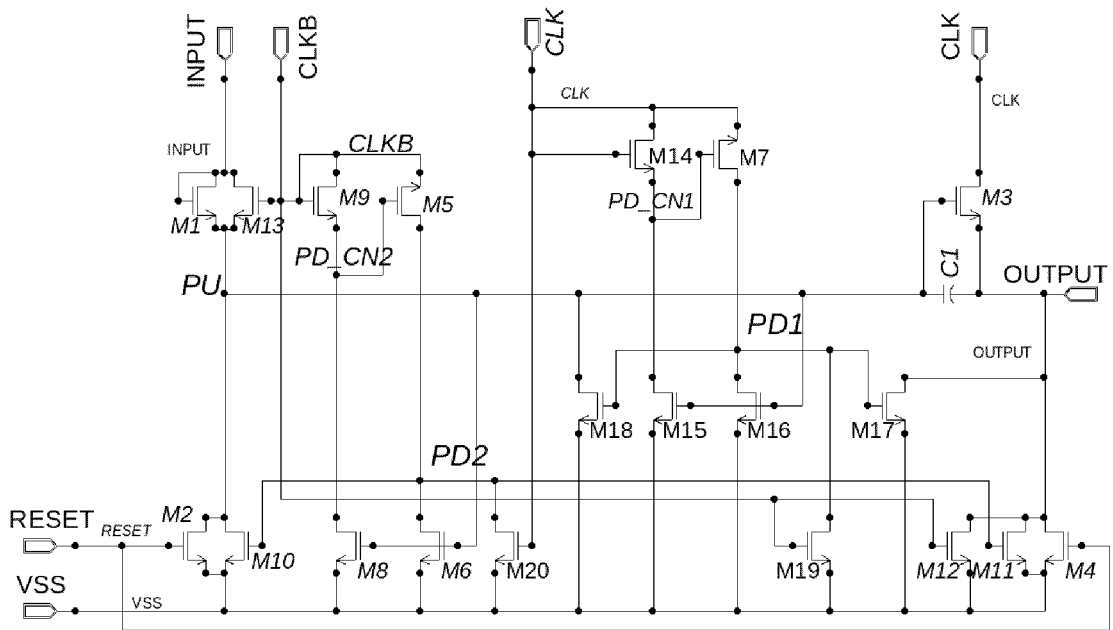 INPUT
CLKB
CLK
CLK
CLK
CLK
INPUT
CLKB
M14
M7
M1
M13
M9
M5
PD_CN1
M3
PD_CN2
C1
PU
OUTPUT
PD1
OUTPUT
M18
M15
M16
M17
PD2
RESET
RESET
M2
M10
M8
M6
M20
M19
M12
M11
M4
VSS
VSS